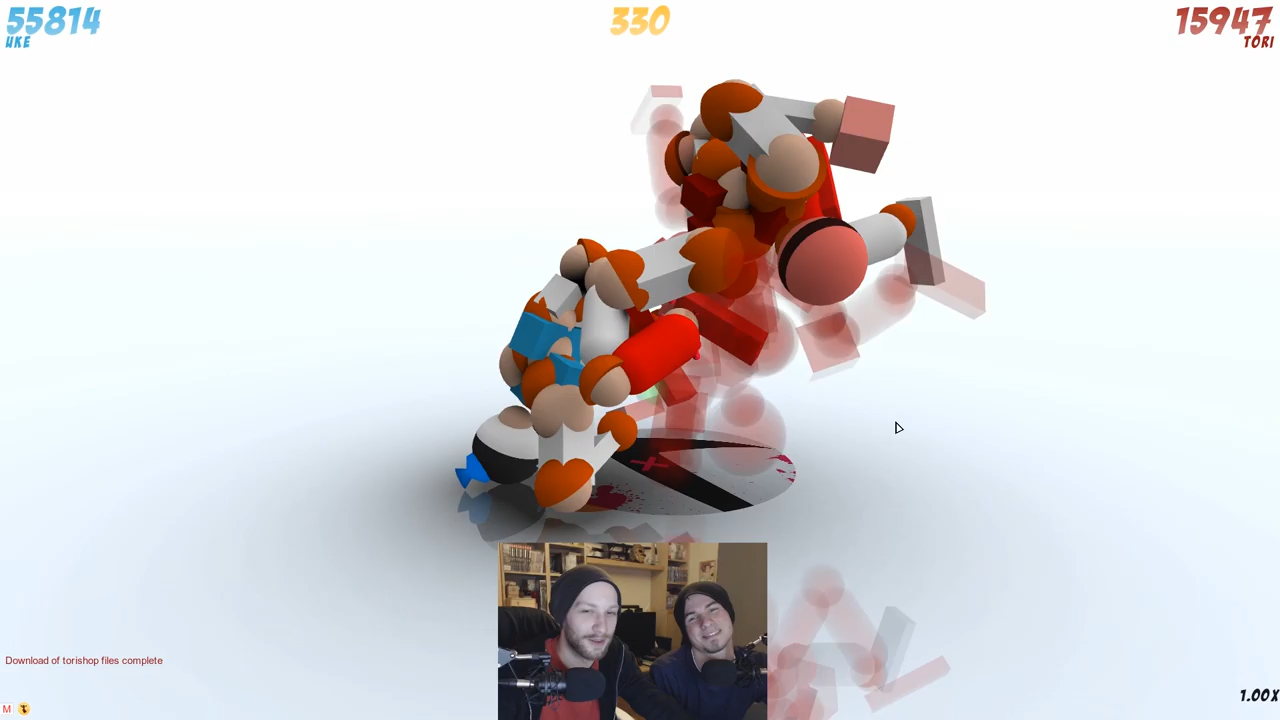 55814
UKE
330
15947
TORI
Download of torishop files complete
M
1.00X